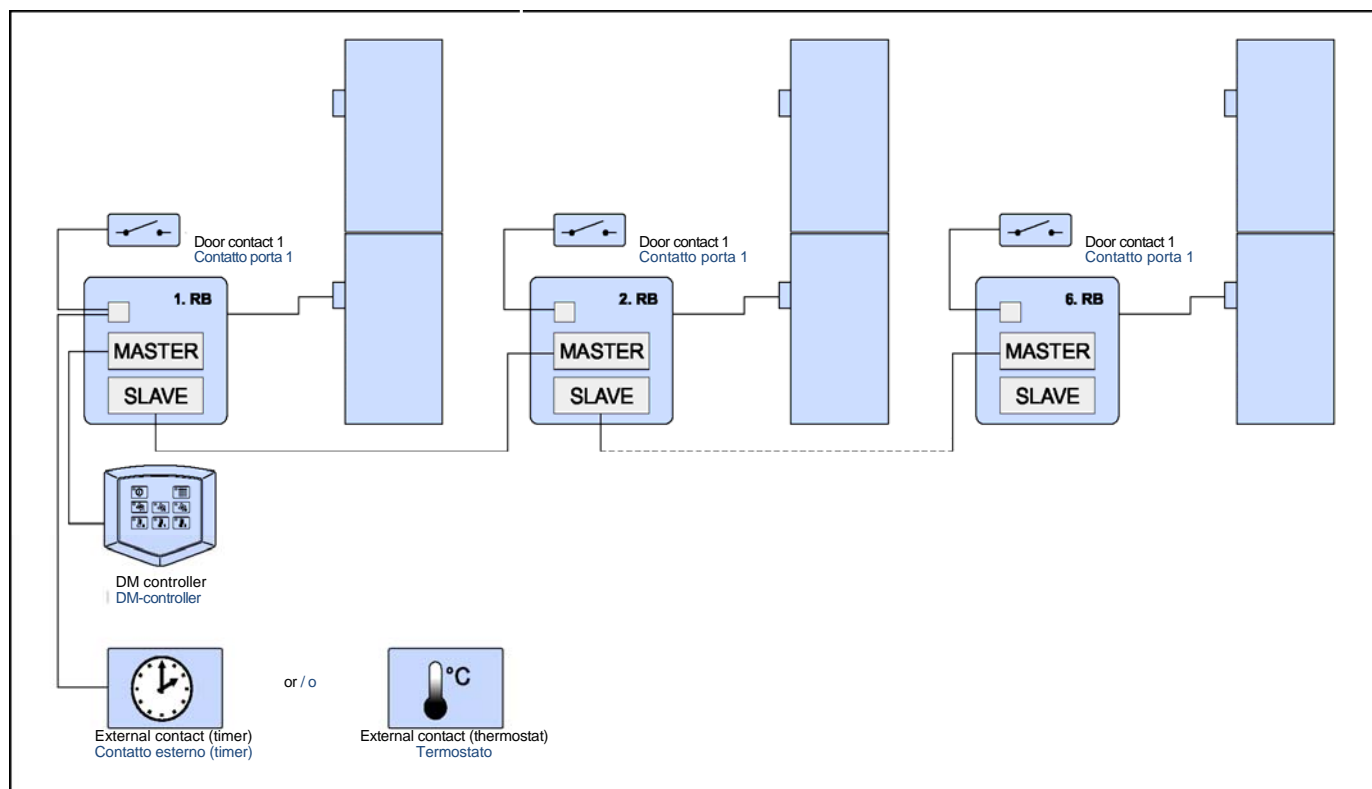 Door contact 1
Contatto porta 1
1. RB
MASTER
SLAVE
Door contact 1
Contatto porta 1
2. RB
MASTER
SLAVE
Door contact 1
Contatto porta 1
6. RB
MASTER
SLAVE
DM controller
DM-controller
or / o
°C
External contact (timer)
Contatto esterno (timer)
External contact (thermostat)
Termostato